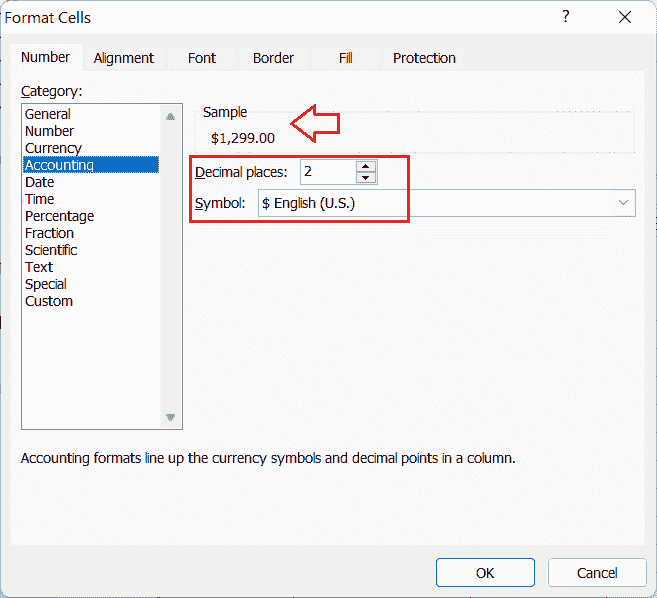 Format Cells ?
Number Alignment Font Border Fill Protection
Category:
General
Number
Currency
Accounting
Date
Time
Percentage
Fraction
Scientific
Text
Special
Custom
Sample
$1,299.00
Decimal places: 2
Symbol: $ English (U.S.)
Accounting formats line up the currency symbols and decimal points in a column.
OK Cancel